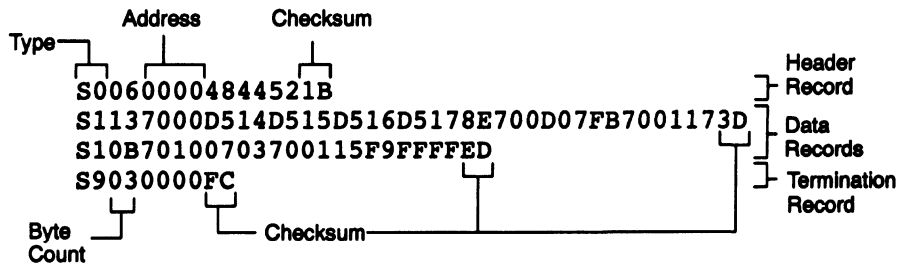 Address
Checksum
Type
S00600004844521B
Header
Record
S1137000D514D515D516D5178E700D07FB7001173D
Data
Records
S10B70100703700115F9FFFFED
S9030000FC
Termination
Record
Byte
Count
Checksum